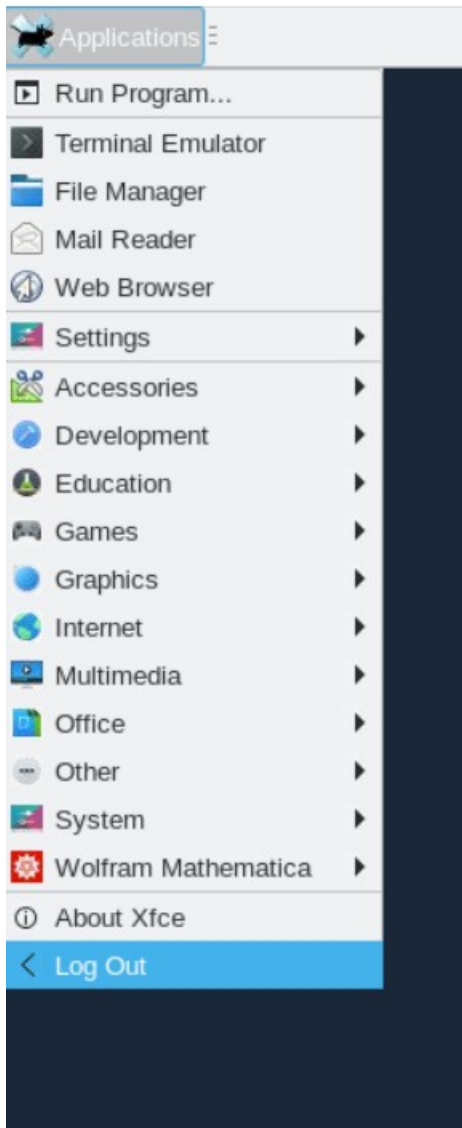 Applications
Run Program...
Terminal Emulator
File Manager
Mail Reader
Web Browser
Settings
Accessories
Development
Education
Games
Graphics
Internet
Multimedia
Office
Other
System
Wolfram Mathematica
About Xfce
Log Out